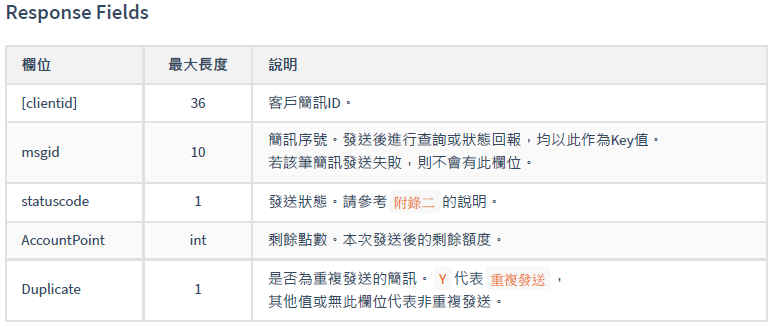 Response Fields
欄位 最大長度 說明
[clientid] 36 客戶簡訊ID。
msgid 10 簡訊序號。發送後進行查詢或狀態回報，均以此作為Key值。
若該筆簡訊發送失敗，則不會有此欄位。
statuscode 1 發送狀態。請參考 附錄二 的說明。
AccountPoint int 剩餘點數。本次發送後的剩餘額度。
Duplicate 1 是否為重複發送的簡訊。 Y 代表 重複發送 ，
其他值或無此欄位代表非重複發送。